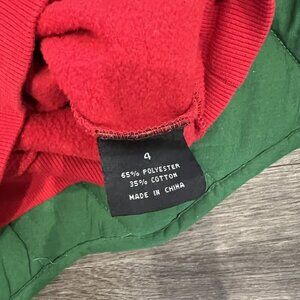 4
65% POLYESTER
35% COTTON
MADE IN CHINA